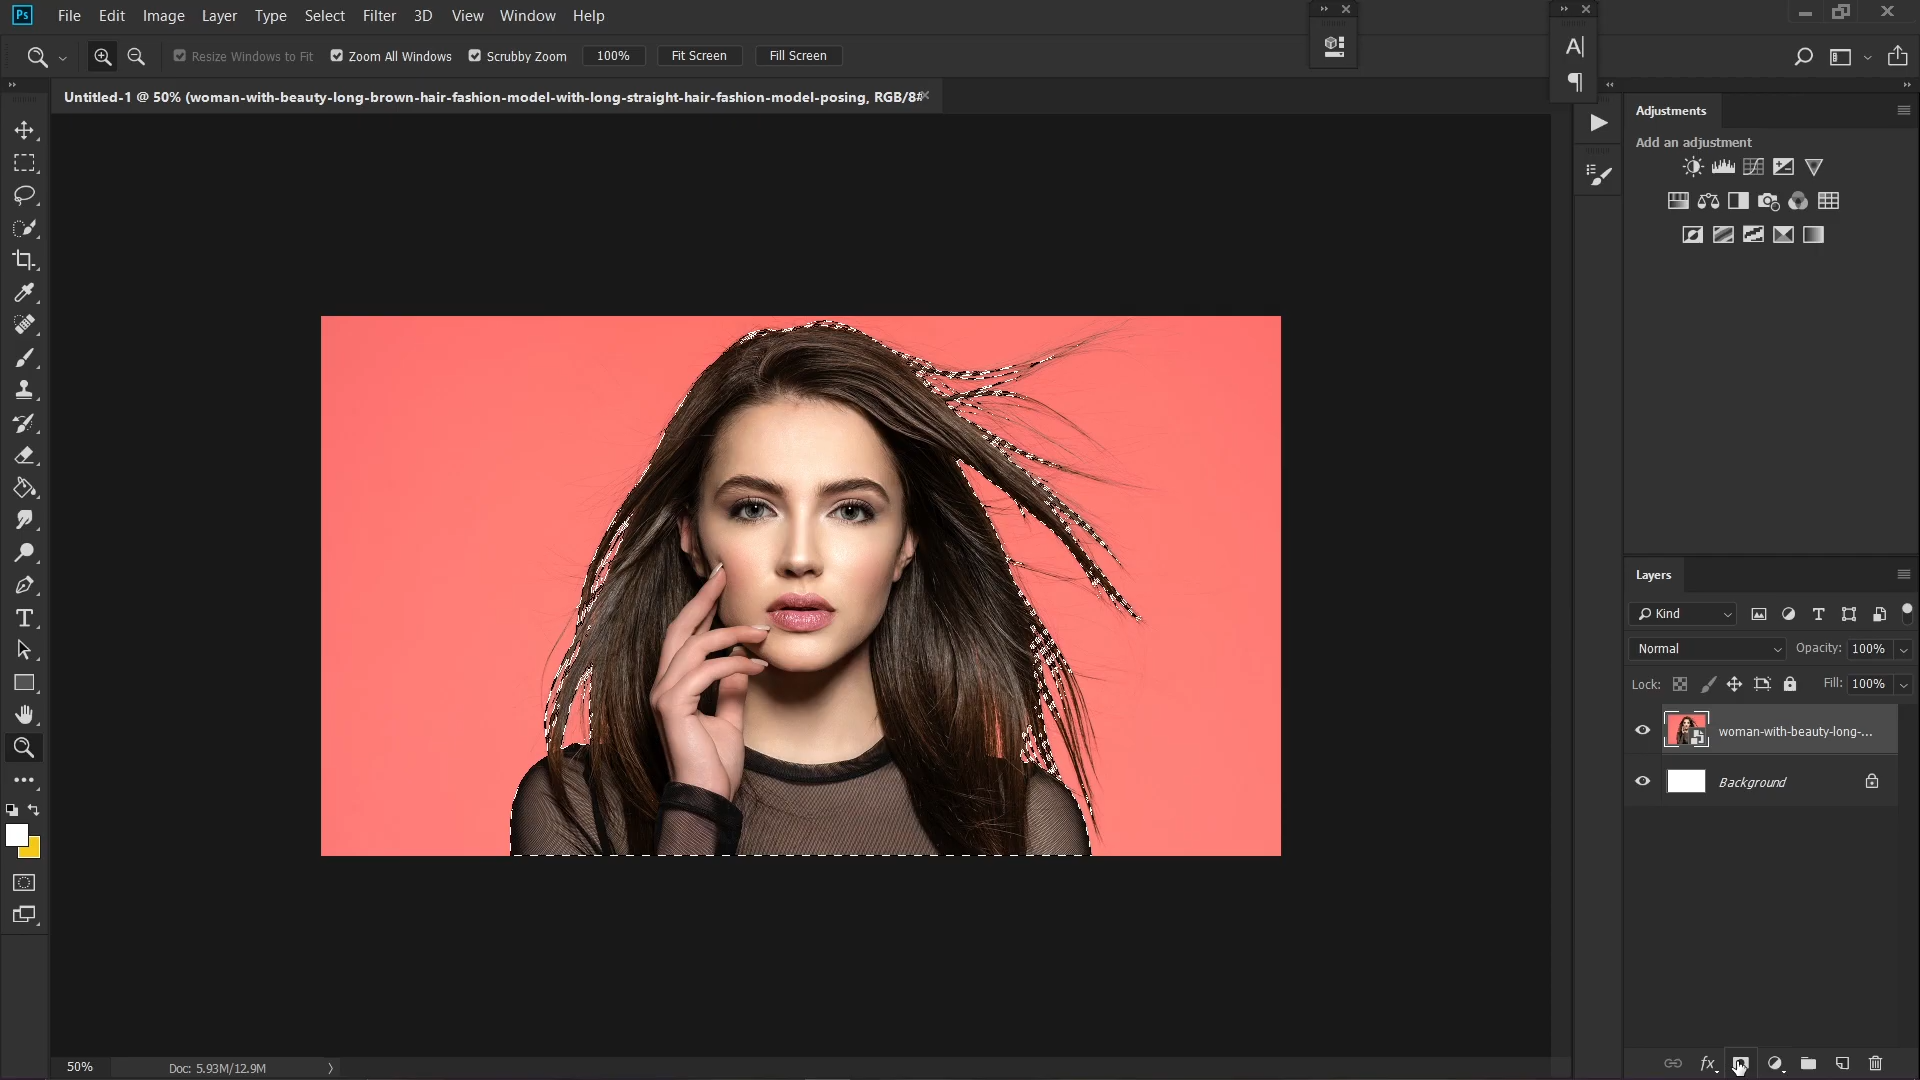 Ps File Edit Image Layer Type Select Filter 3D View Window Help
Resize Windows to Fit Zoom All Windows Scrubby Zoom 100% Fit Screen Fill Screen
Untitled-1 @ 50% (woman-with-beauty-long-brown-hair-fashion-model-with-long-straight-hair-fashion-model-posing, RGB/8#
Adjustments
Add an adjustment
Layers
Kind
Normal Opacity: 100%
Lock: Fill: 100%
woman-with-beauty-long-...
Background
fx
50% Doc: 5.93M/12.9M